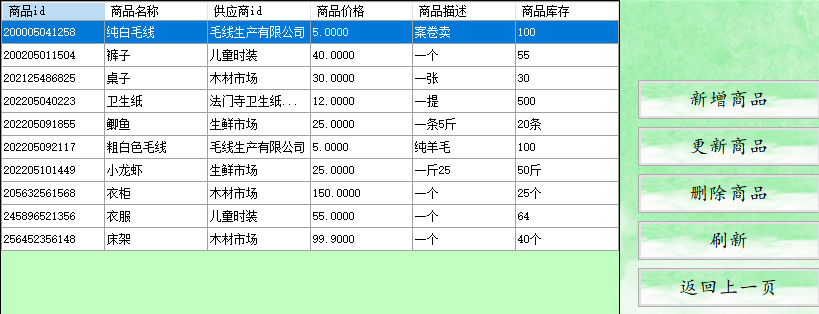 商品id 商品名称 供应商id 商品价格 商品描述 商品库存
200005041258 纯白毛线 毛线生产有限公司 5.0000 案卷卖 100
200205011504 裤子 儿童时装 40.0000 一个 55
202125486825 桌子 木材市场 30.0000 一张 30
202205040223 卫生纸 法门寺卫生纸... 12.0000 一提 500
202205091855 鲫鱼 生鲜市场 25.0000 一条5斤 20条
202205092117 粗白色毛线 毛线生产有限公司 5.0000 纯羊毛 100
202205101449 小龙虾 生鲜市场 25.0000 一斤25 50斤
205632561568 衣柜 木材市场 150.0000 一个 25个
245896521356 衣服 儿童时装 55.0000 一个 64
256452356148 床架 木材市场 99.9000 一个 40个
新增商品
更新商品
删除商品
刷新
返回上一页